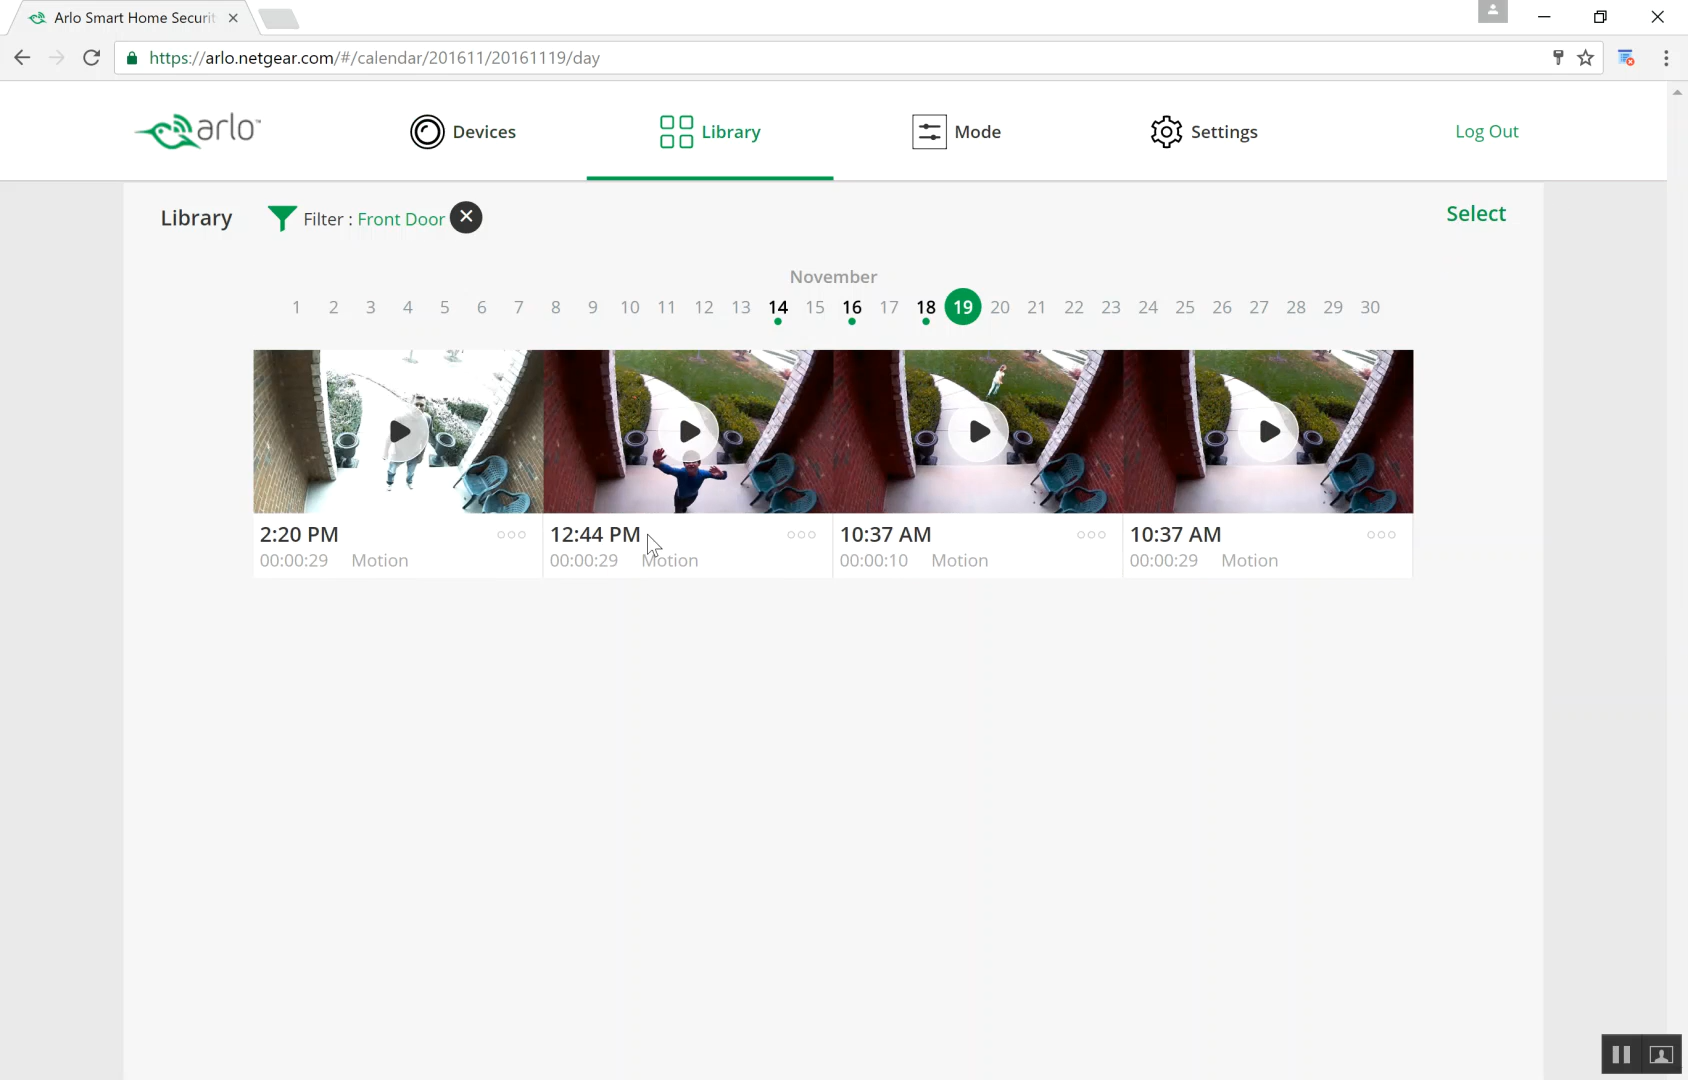 Arlo Smart Home Securit
https://arlo.netgear.com/#/calendar/201611/20161119/day
arlo™
Devices
Library
Mode
Settings
Log Out
Library
Filter : Front Door
Select
November
1 2 3 4 5 6 7 8 9 10 11 12 13 14 15 16 17 18 19 20 21 22 23 24 25 26 27 28 29 30
2:20 PM
00:00:29 Motion
12:44 PM
00:00:29 Motion
10:37 AM
00:00:10 Motion
10:37 AM
00:00:29 Motion